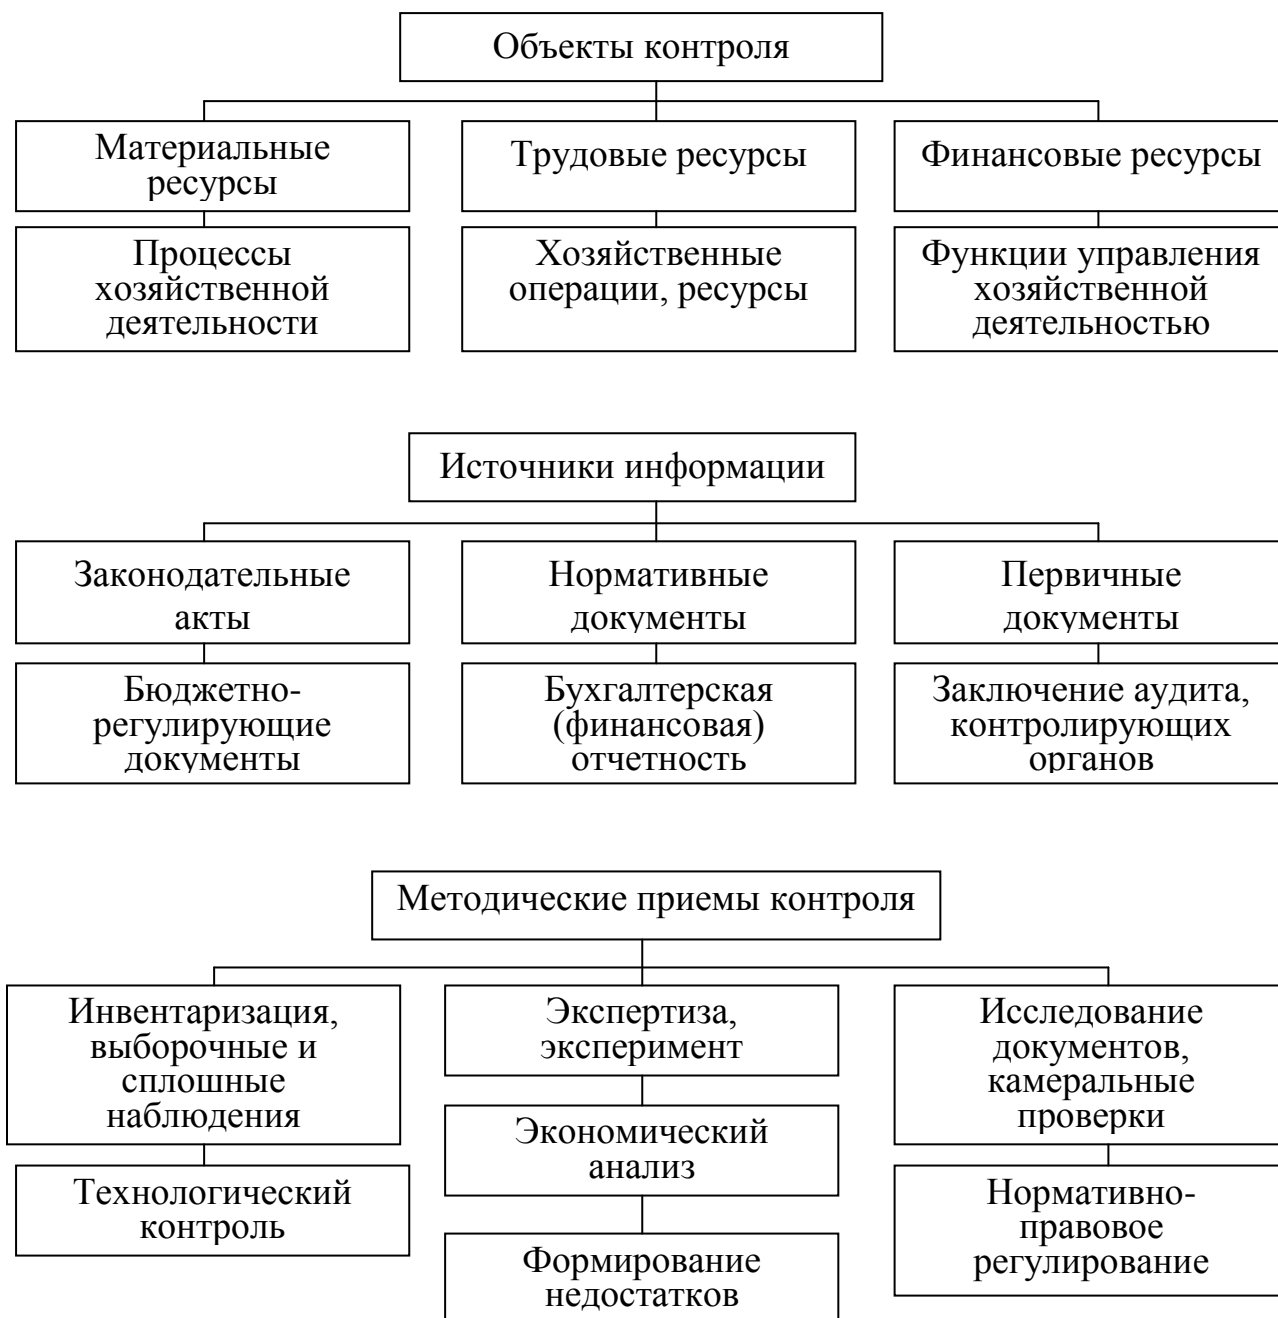 Объекты контроля
Материальные
ресурсы
Трудовые ресурсы
Финансовые ресурсы
Процессы
хозяйственной
деятельности
Хозяйственные
операции, ресурсы
Функции управления
хозяйственной
деятельностью
Источники информации
Законодательные
акты
Нормативные
документы
Первичные
документы
Бюджетно-
регулирующие
документы
Бухгалтерская
(финансовая)
отчетность
Заключение аудита,
контролирующих
органов
Методические приемы контроля
Инвентаризация,
выборочные и
сплошные
наблюдения
Экспертиза,
эксперимент
Исследование
документов,
камеральные
проверки
Экономический
анализ
Технологический
контроль
Нормативно-
правовое
регулирование
Формирование
недостатков